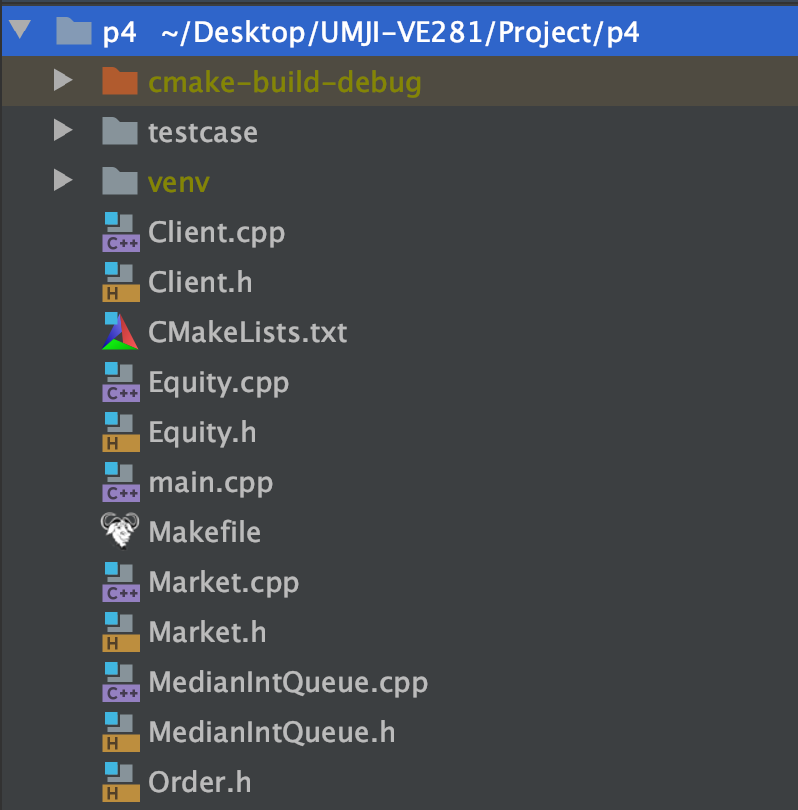 p4 ~/Desktop/UMJI-VE281/Project/p4
cmake-build-debug
testcase
venv
C++ Client.cpp
H Client.h
CMakeLists.txt
C++ Equity.cpp
H Equity.h
C++ main.cpp
Makefile
C++ Market.cpp
H Market.h
C++ MedianIntQueue.cpp
H MedianIntQueue.h
H Order.h